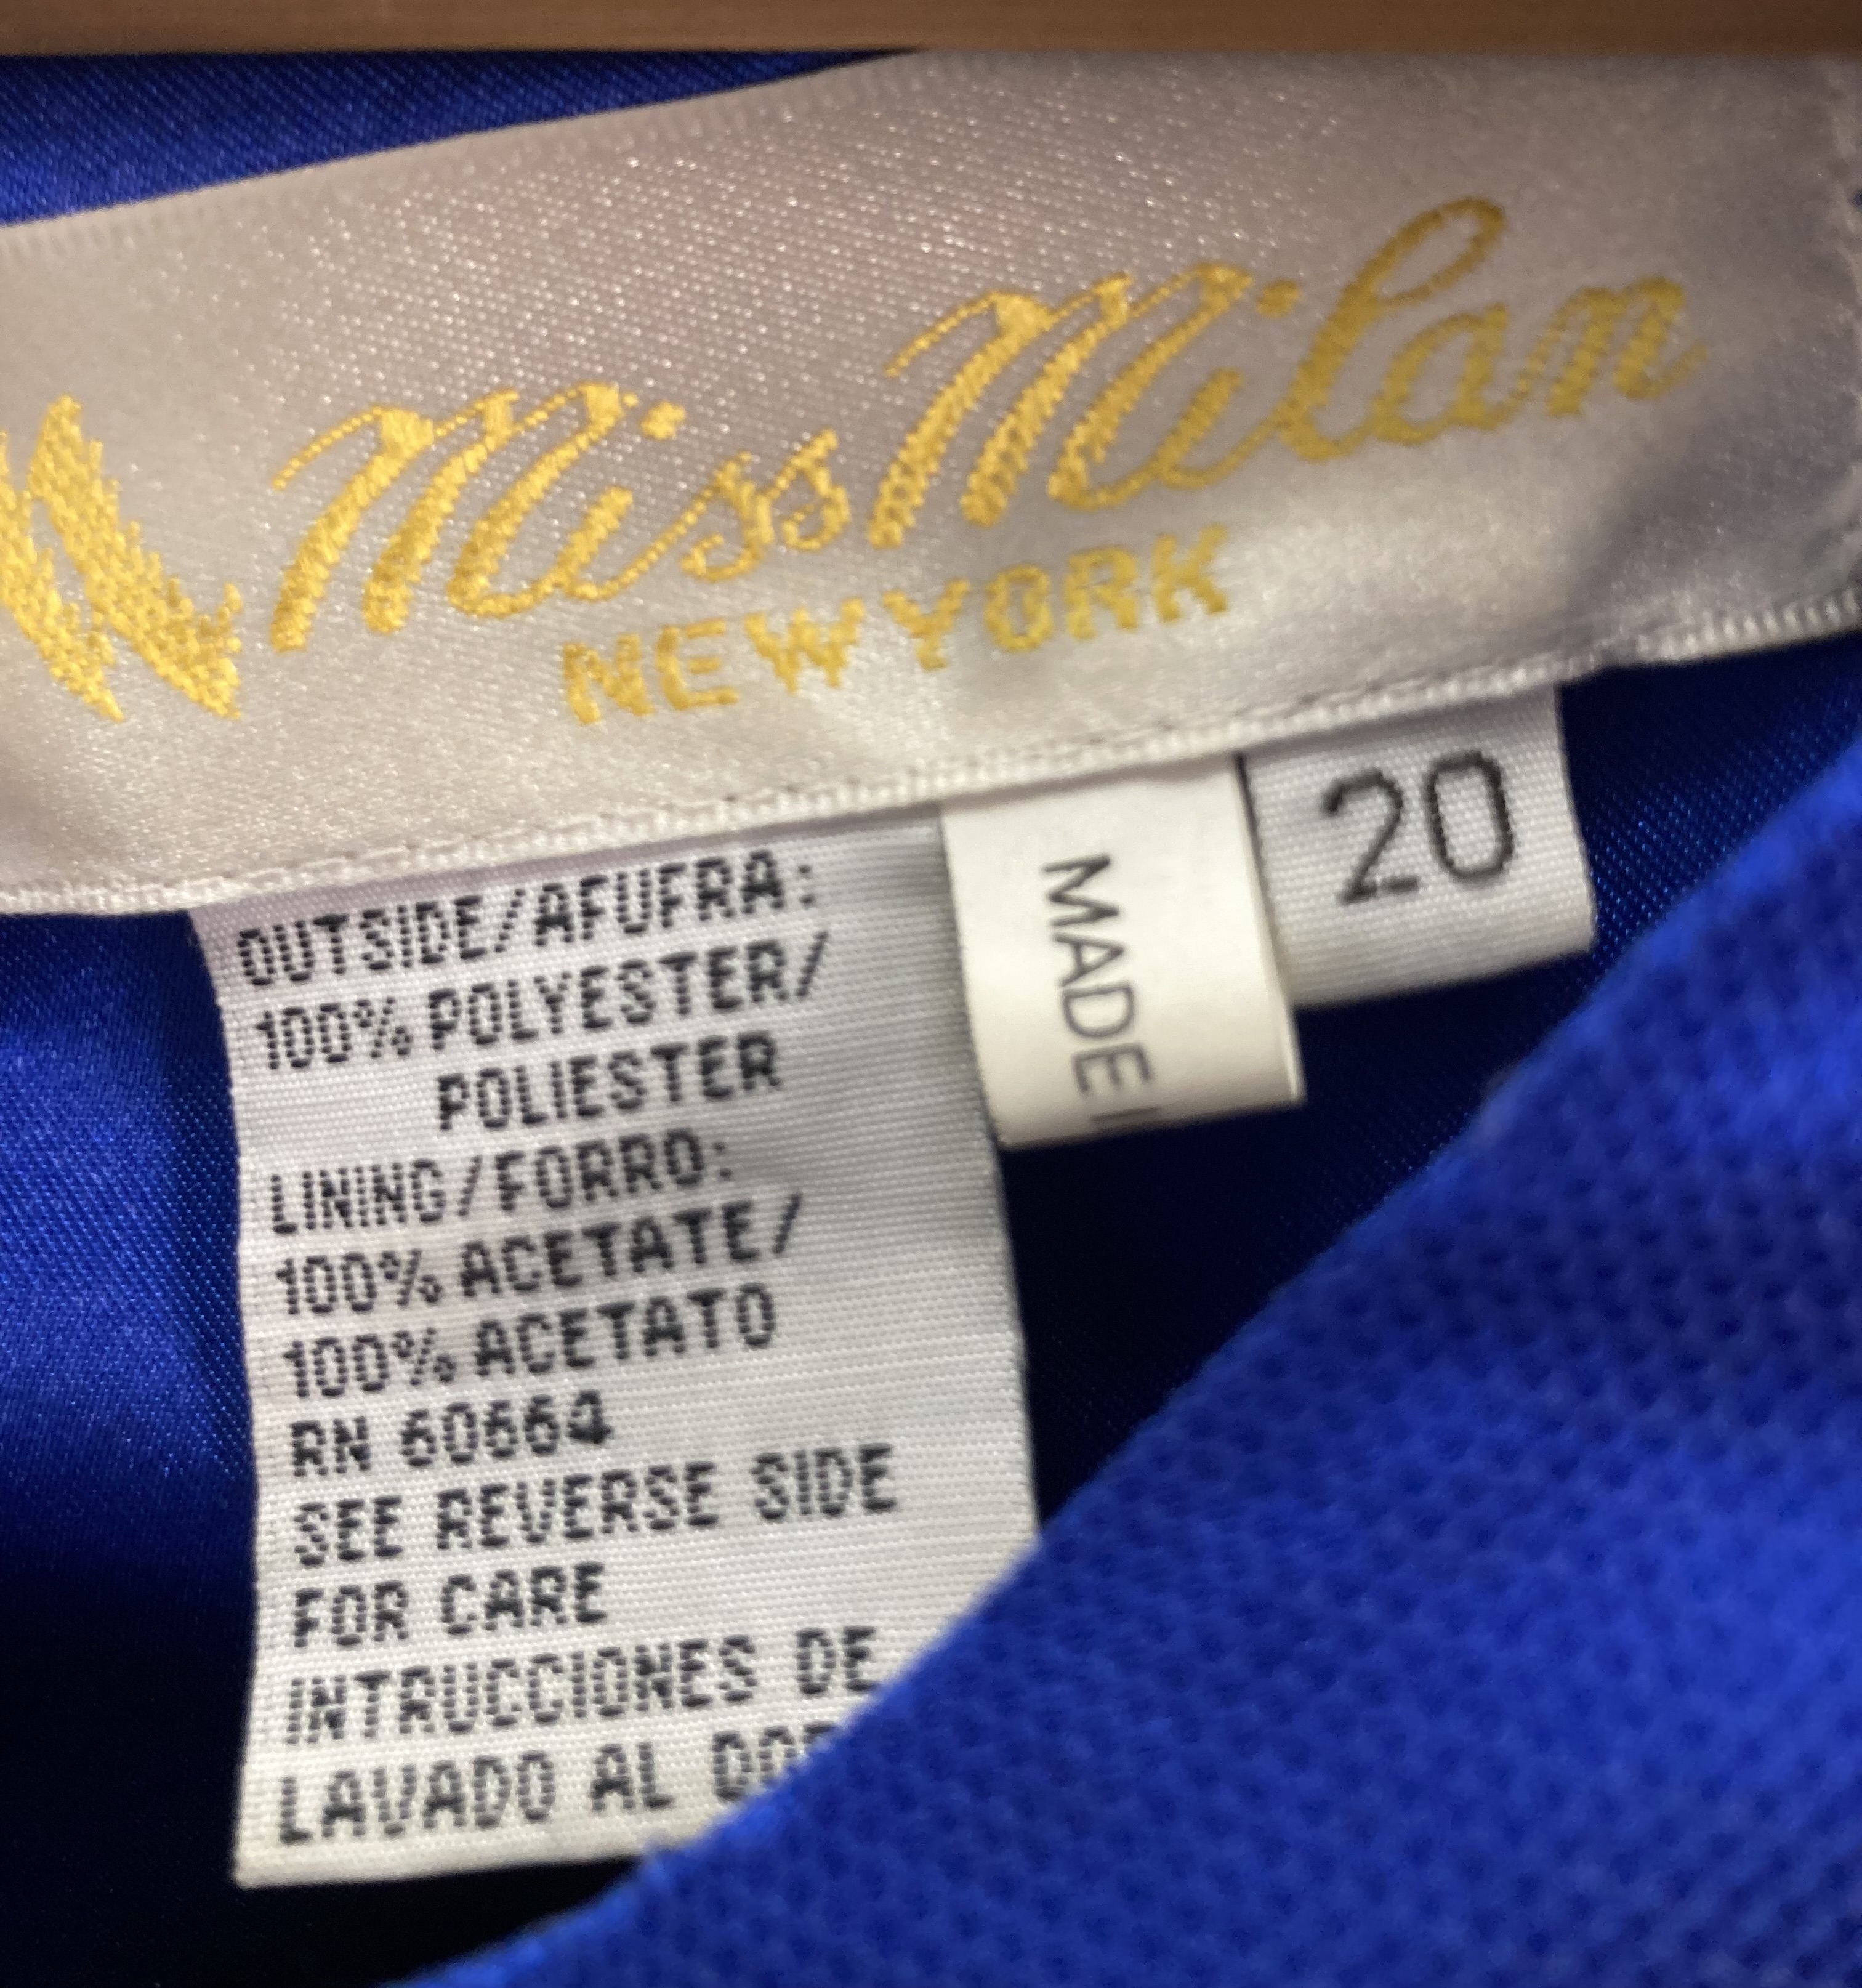 Miss Milan
NEW YORK
20
MADE
OUTSIDE/AFUFRA:
100% POLYESTER/
POLIESTER
LINING/FORRO:
100% ACETATE/
100% ACETATO
RN 60664
SEE REVERSE SIDE
FOR CARE
INTRUCCIONES DE
LAVADO AL